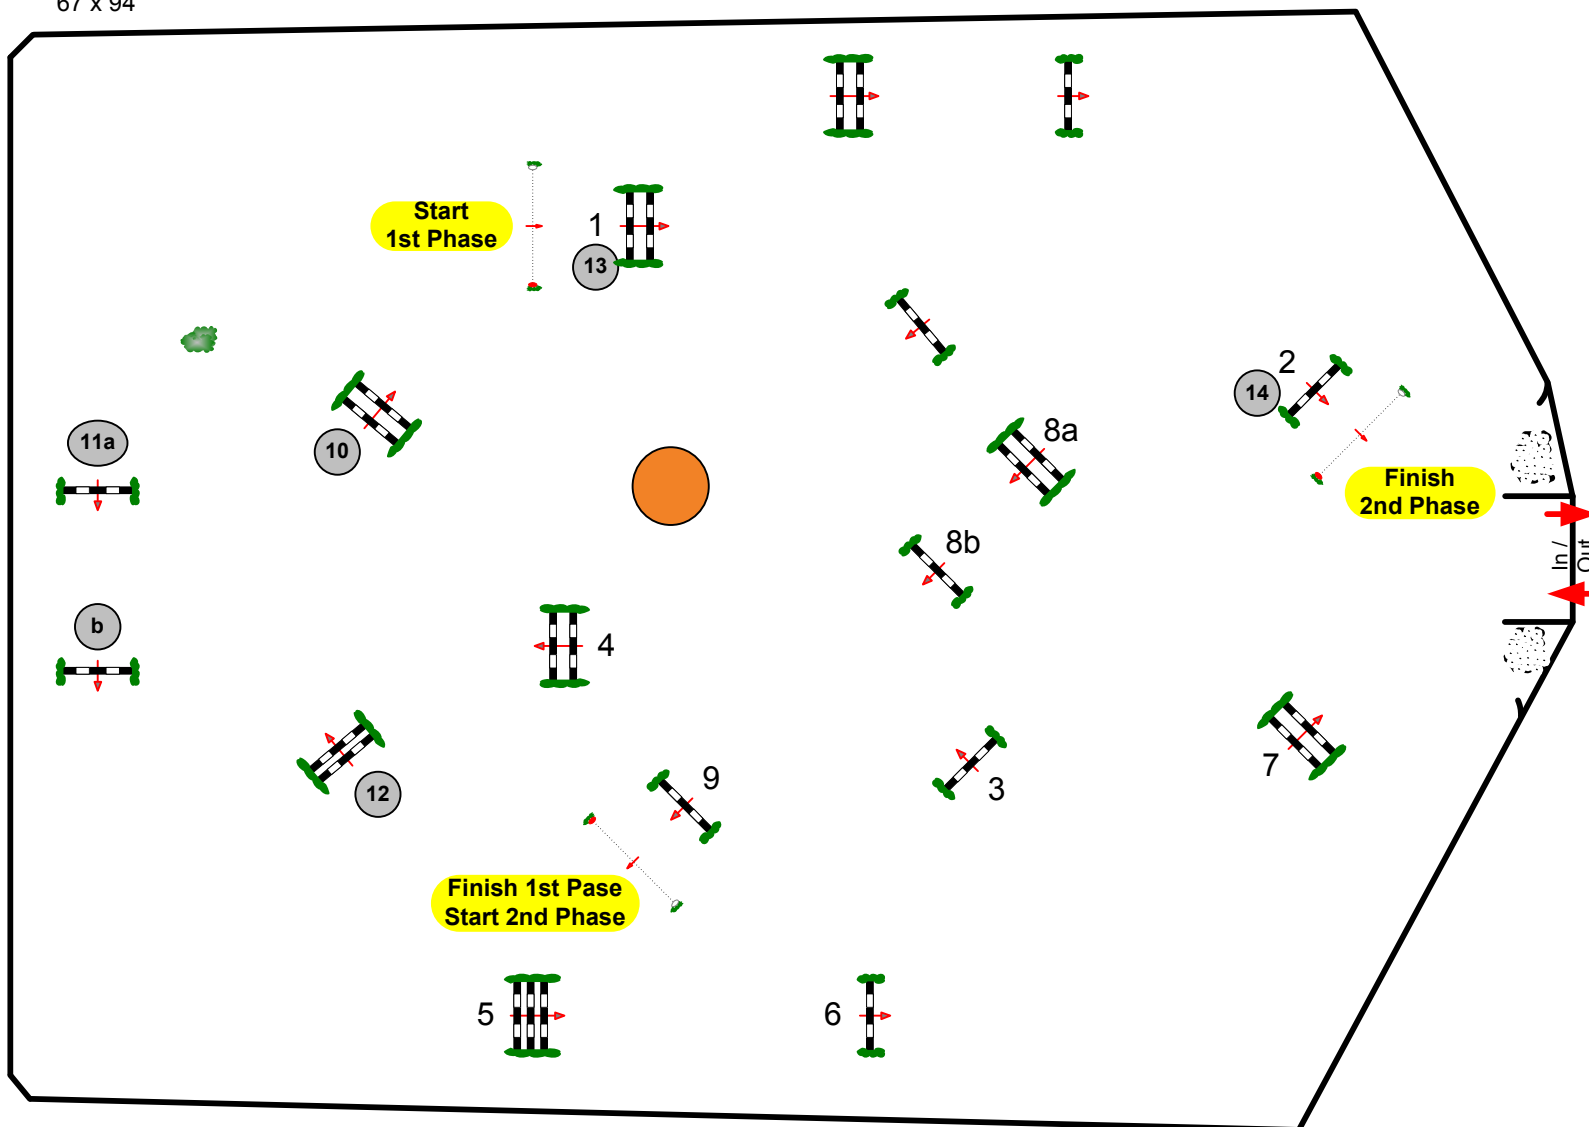 67 x 94
Start
1st Phase
1
13
2
14
8a
11a
10
Finish
2nd Phase
8b
In /
Out
b
4
12
9
3
7
Finish 1st Pase
Start 2nd Phase
5
6